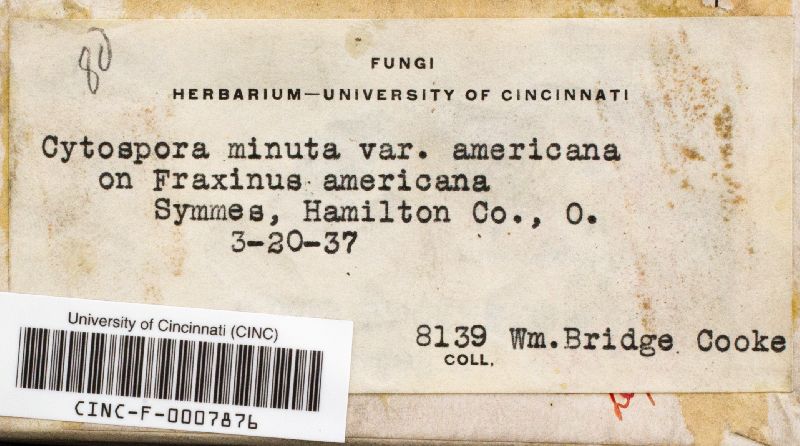 80
FUNGI
HERBARIUM—UNIVERSITY OF CINCINNATI
Cytospora minuta var. americana
on Fraxinus americana
Symmes, Hamilton Co., O.
3-20-37
8139 Wm.Bridge Cooke
COLL.
University of Cincinnati (CINC)
CINC-F-0007876